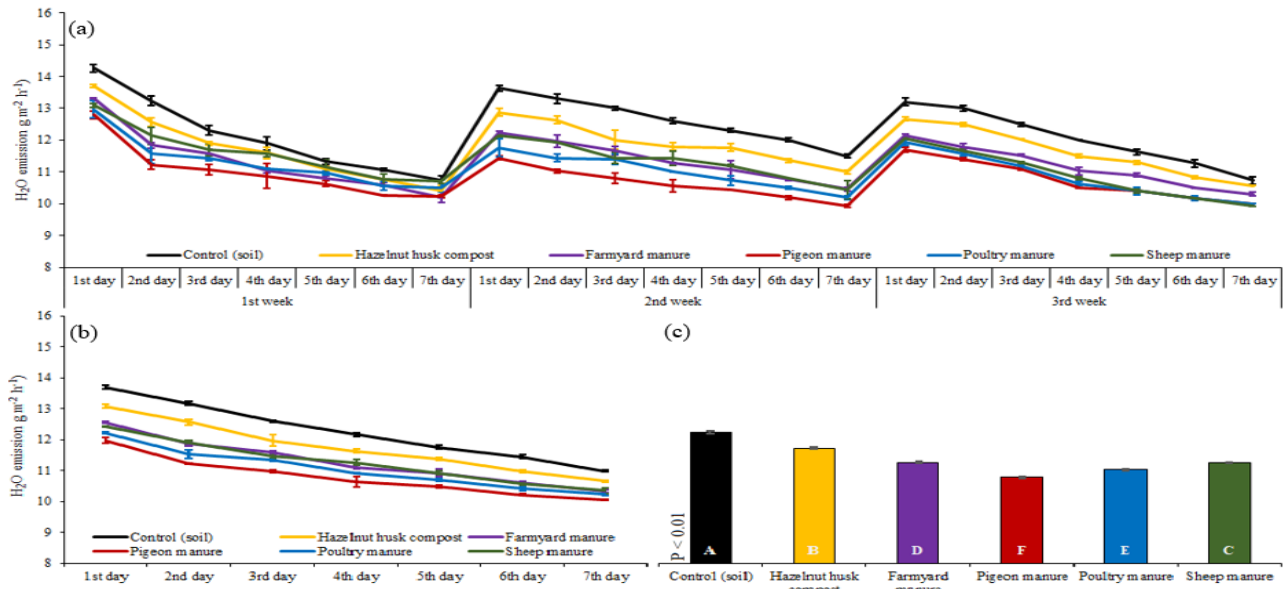 (a)
H₂O emission g m⁻² h⁻¹
16
15
14
13
12
11
10
9
8
Control (soil) Hazelnut husk compost Farmyard manure Pigeon manure Poultry manure Sheep manure
1st day 2nd day 3rd day 4th day 5th day 6th day 7th day 1st day 2nd day 3rd day 4th day 5th day 6th day 7th day 1st day 2nd day 3rd day 4th day 5th day 6th day 7th day
1st week 2nd week 3rd week
(b)
H₂O emission g m⁻² h⁻¹
16
15
14
13
12
11
10
9
8
Control (soil) Hazelnut husk compost Farmyard manure
Pigeon manure Poultry manure Sheep manure
1st day 2nd day 3rd day 4th day 5th day 6th day 7th day
(c)
P < 0.01
A B D F E C
Control (soil) Hazelnut husk Farmyard Pigeon manure Poultry manure Sheep manure
compost manure